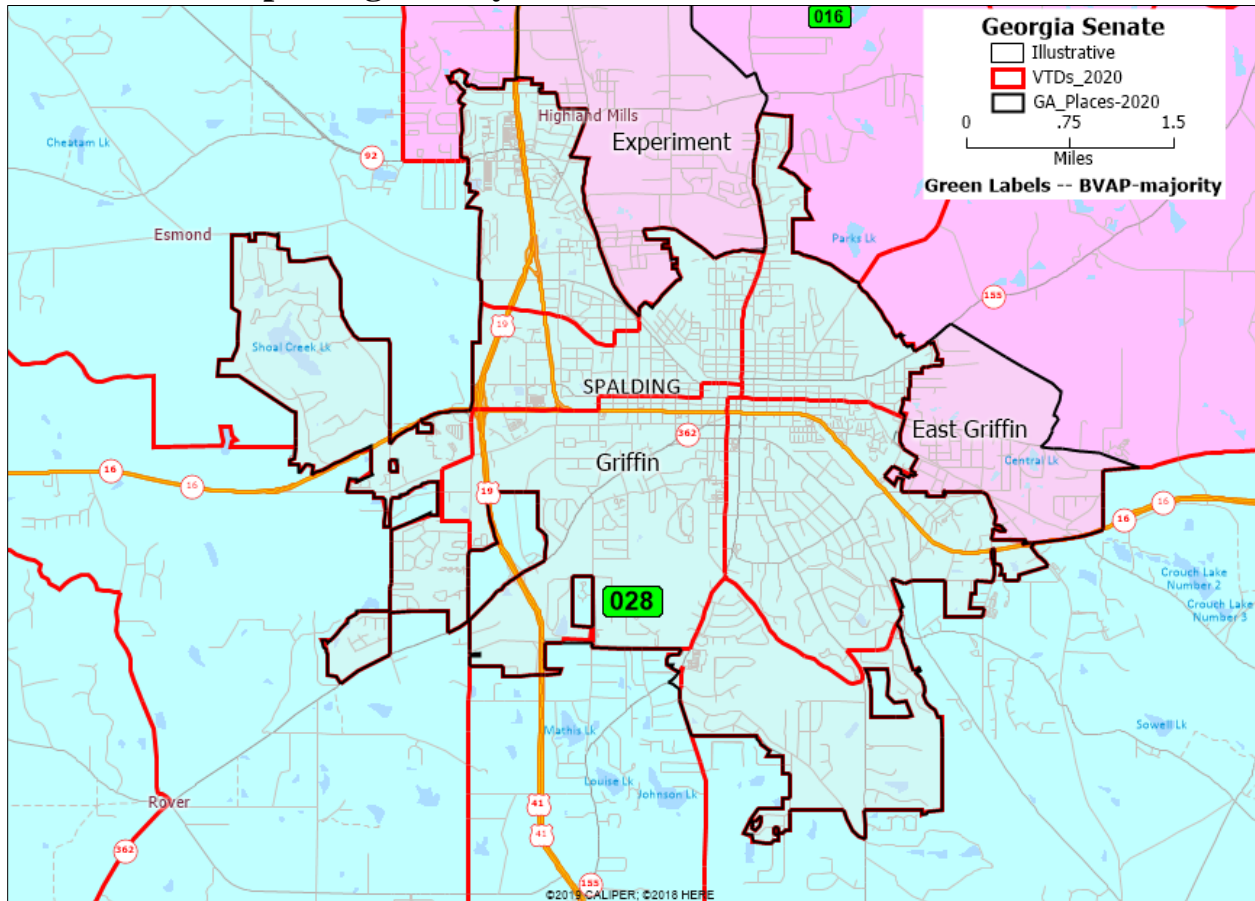 016
Georgia Senate
Illustrative
VTDs_2020
GA_Places-2020
0 .75 1.5
Miles
Green Labels -- BVAP-majority
Highland Mills
Experiment
Cheatam Lk
92
Esmond
Parks Lk
155
19
Shoal Creek Lk
SPALDING
362
East Griffin
Griffin
Central Lk
16
16
19
16
16
Crouch Lake
Number 2
028
Crouch Lake
Number 3
Sowell Lk
Mathis Lk
Louise Lk
Johnson Lk
Rover
41
41
362
155
©2019 CALIPER; ©2018 HERE